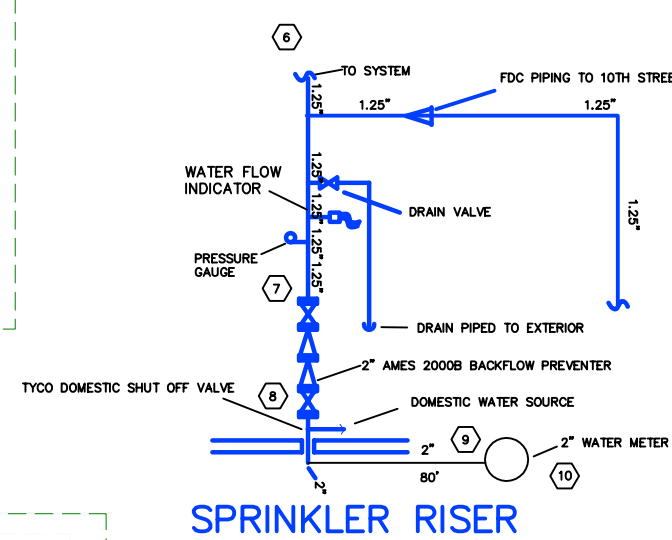 6
TO SYSTEM
FDC PIPING TO 10TH STREE
1.25"
1.25"
1.25"
1.25"
WATER FLOW
INDICATOR
1.25"
DRAIN VALVE
1.25"
1.25"
PRESSURE
GAUGE
1.25"
7
DRAIN PIPED TO EXTERIOR
2" AMES 2000B BACKFLOW PREVENTER
TYCO DOMESTIC SHUT OFF VALVE
8
DOMESTIC WATER SOURCE
9
2" WATER METER
2"
80'
10
2"
SPRINKLER RISER